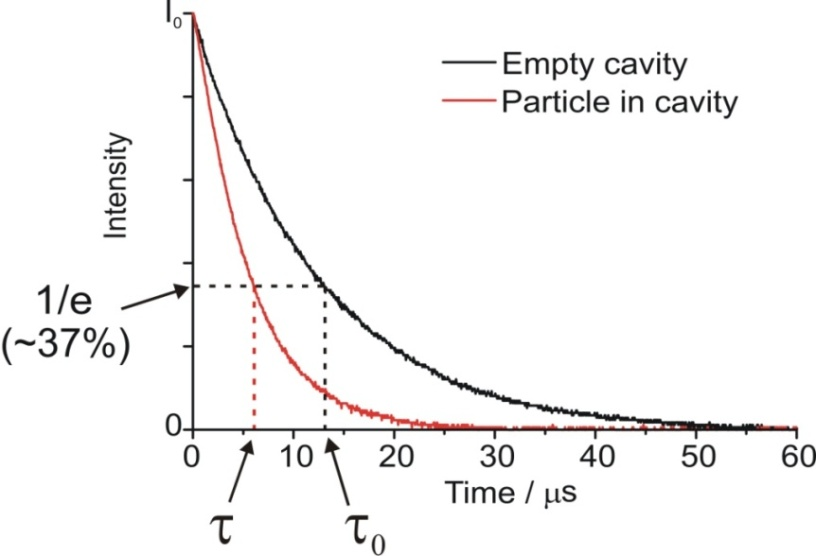 I₀
Empty cavity
Particle in cavity
Intensity
1/e
(~37%)
0
0 10 20 30 40 50 60
Time / μs
τ τ₀